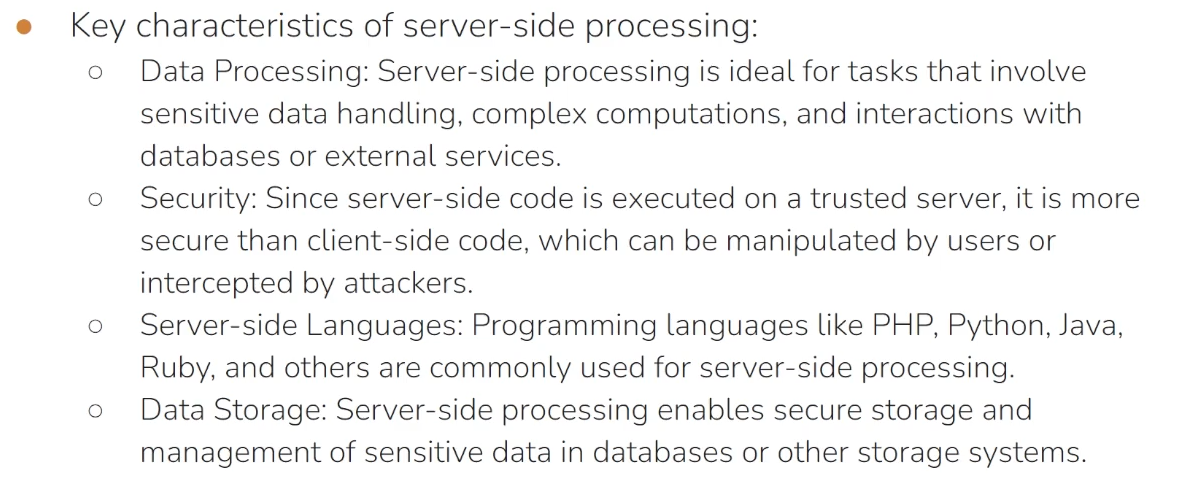 ● Key characteristics of server-side processing:
○ Data Processing: Server-side processing is ideal for tasks that involve
sensitive data handling, complex computations, and interactions with
databases or external services.
○ Security: Since server-side code is executed on a trusted server, it is more
secure than client-side code, which can be manipulated by users or
intercepted by attackers.
○ Server-side Languages: Programming languages like PHP, Python, Java,
Ruby, and others are commonly used for server-side processing.
○ Data Storage: Server-side processing enables secure storage and
management of sensitive data in databases or other storage systems.